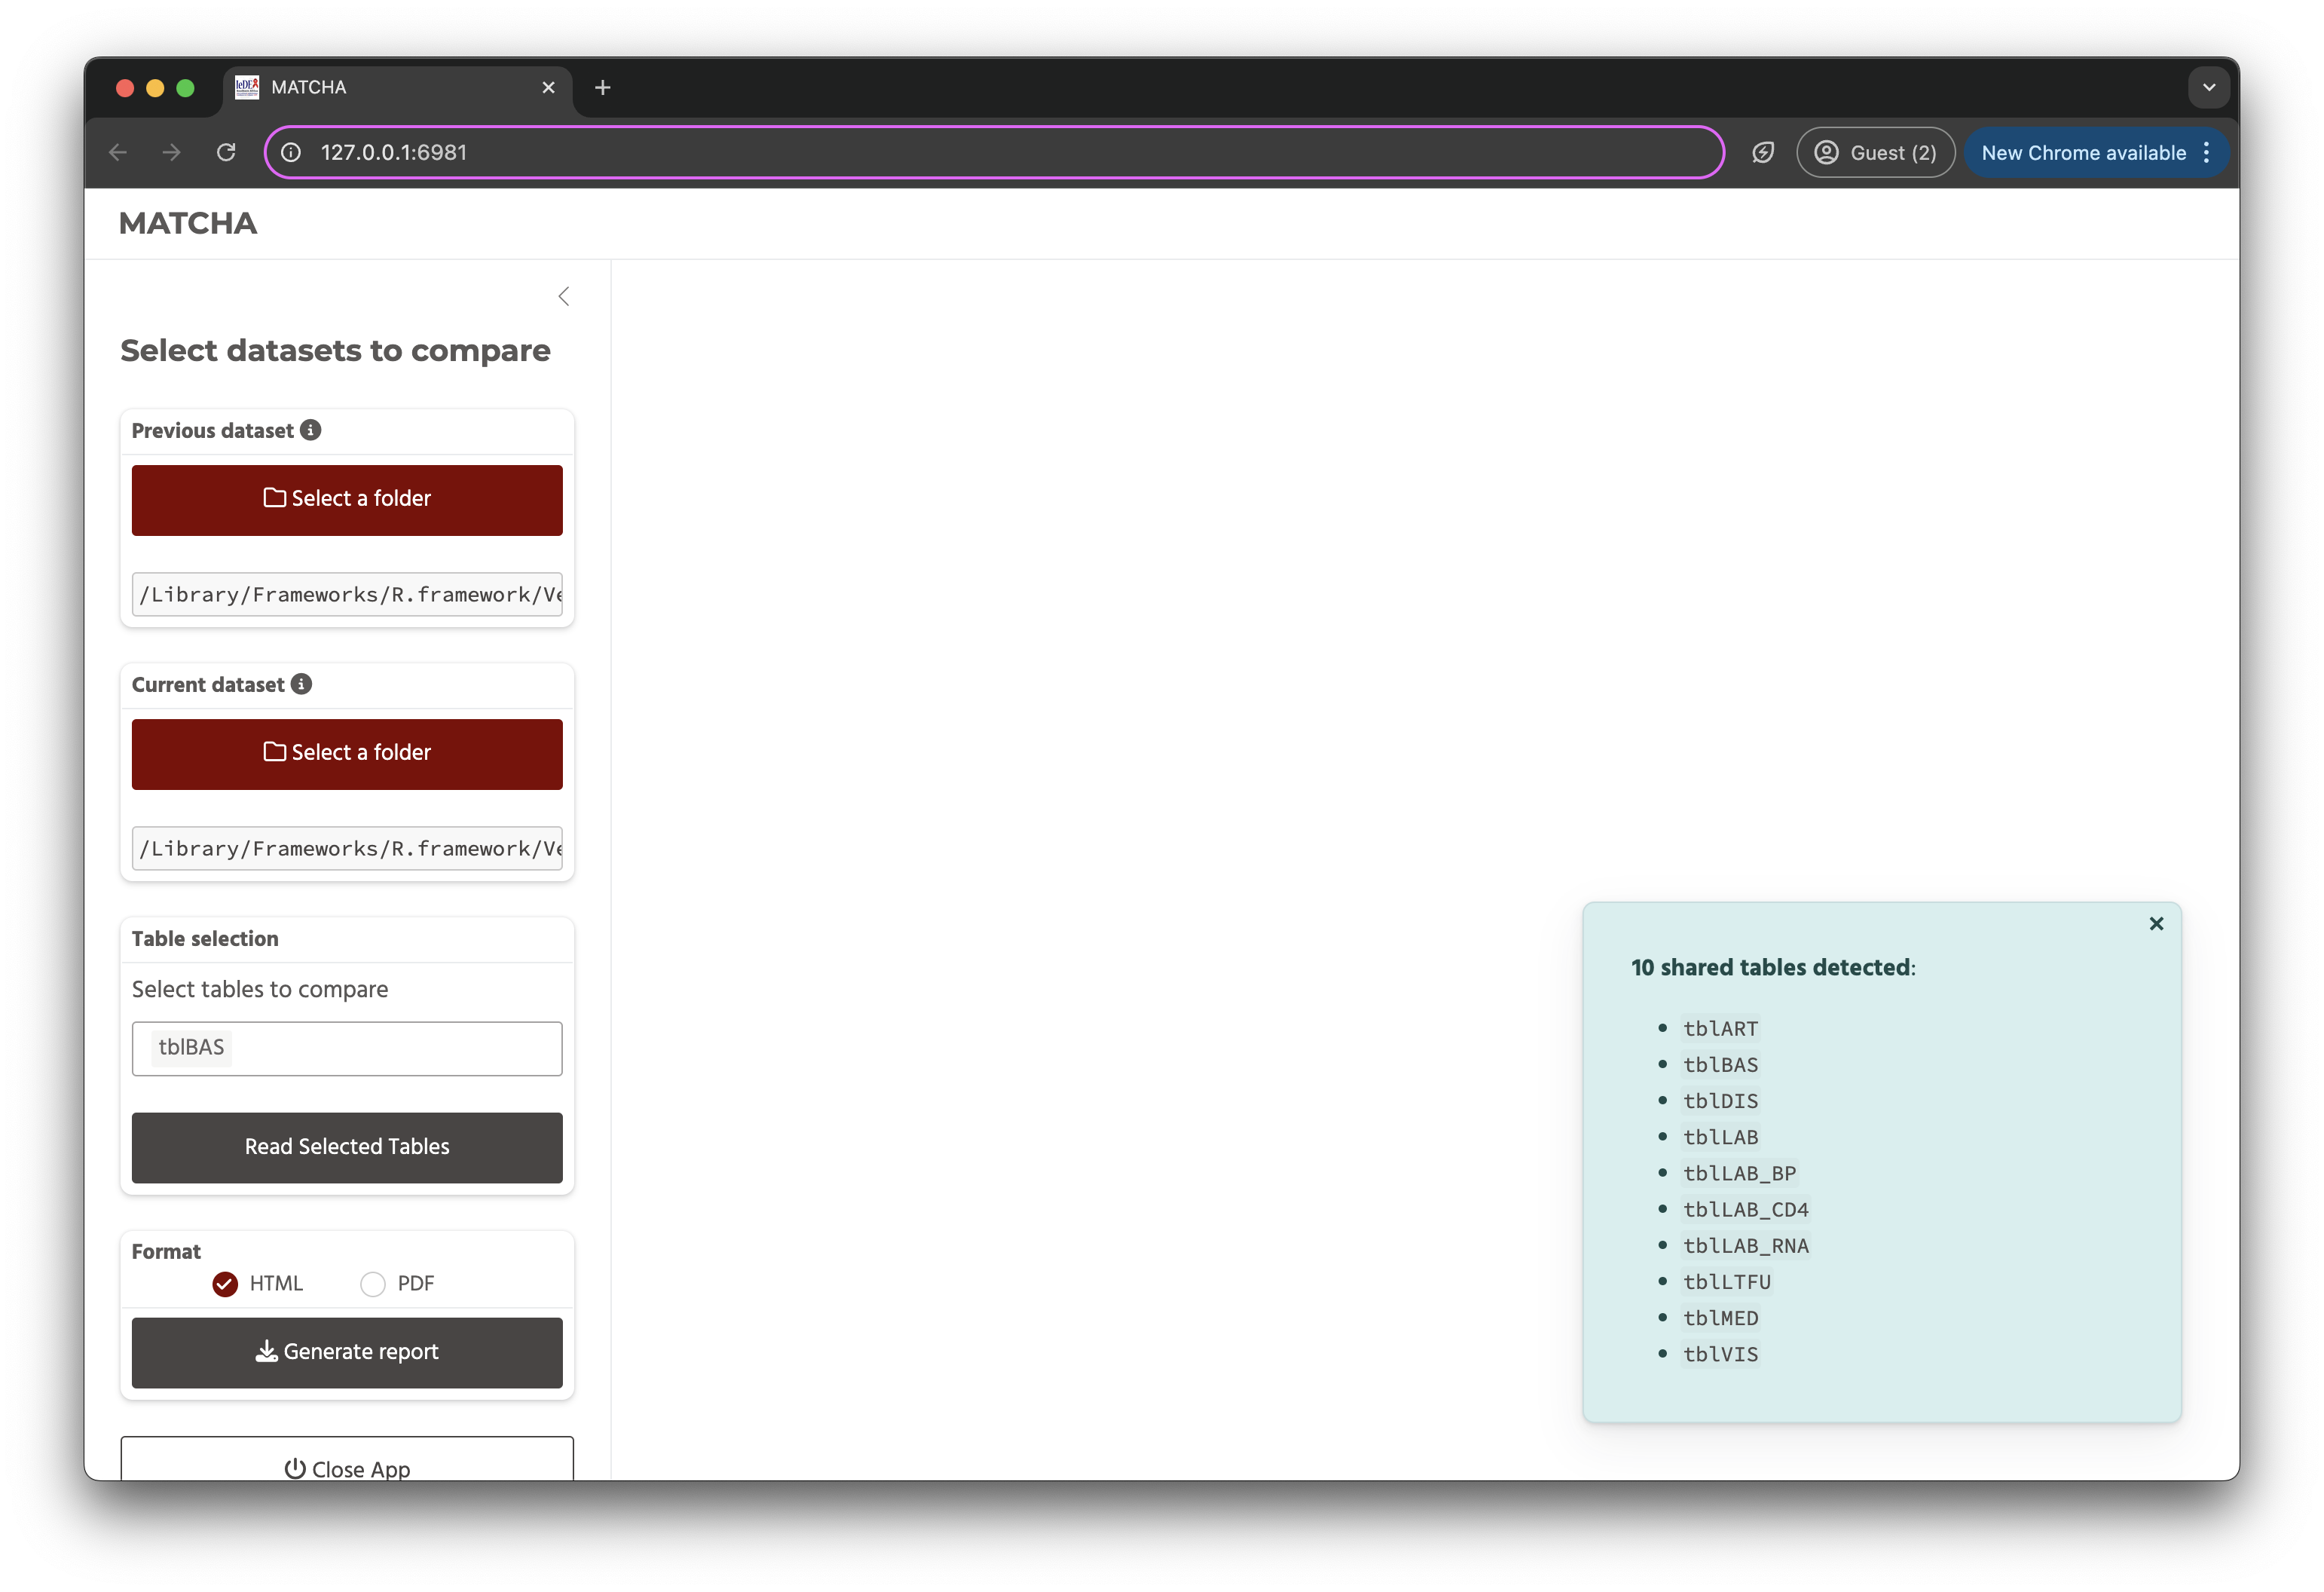 IeDEA
MATCHA
127.0.0.1:6981
Guest (2)
New Chrome available
MATCHA
Select datasets to compare
Previous dataset
Select a folder
/Library/Frameworks/R.framework/Ve
Current dataset
Select a folder
/Library/Frameworks/R.framework/Ve
Table selection
Select tables to compare
tblBAS
Read Selected Tables
Format
HTML
PDF
Generate report
Close App
10 shared tables detected:
tblART
tblBAS
tblDIS
tblLAB
tblLAB_BP
tblLAB_CD4
tblLAB_RNA
tblLTFU
tblMED
tblVIS